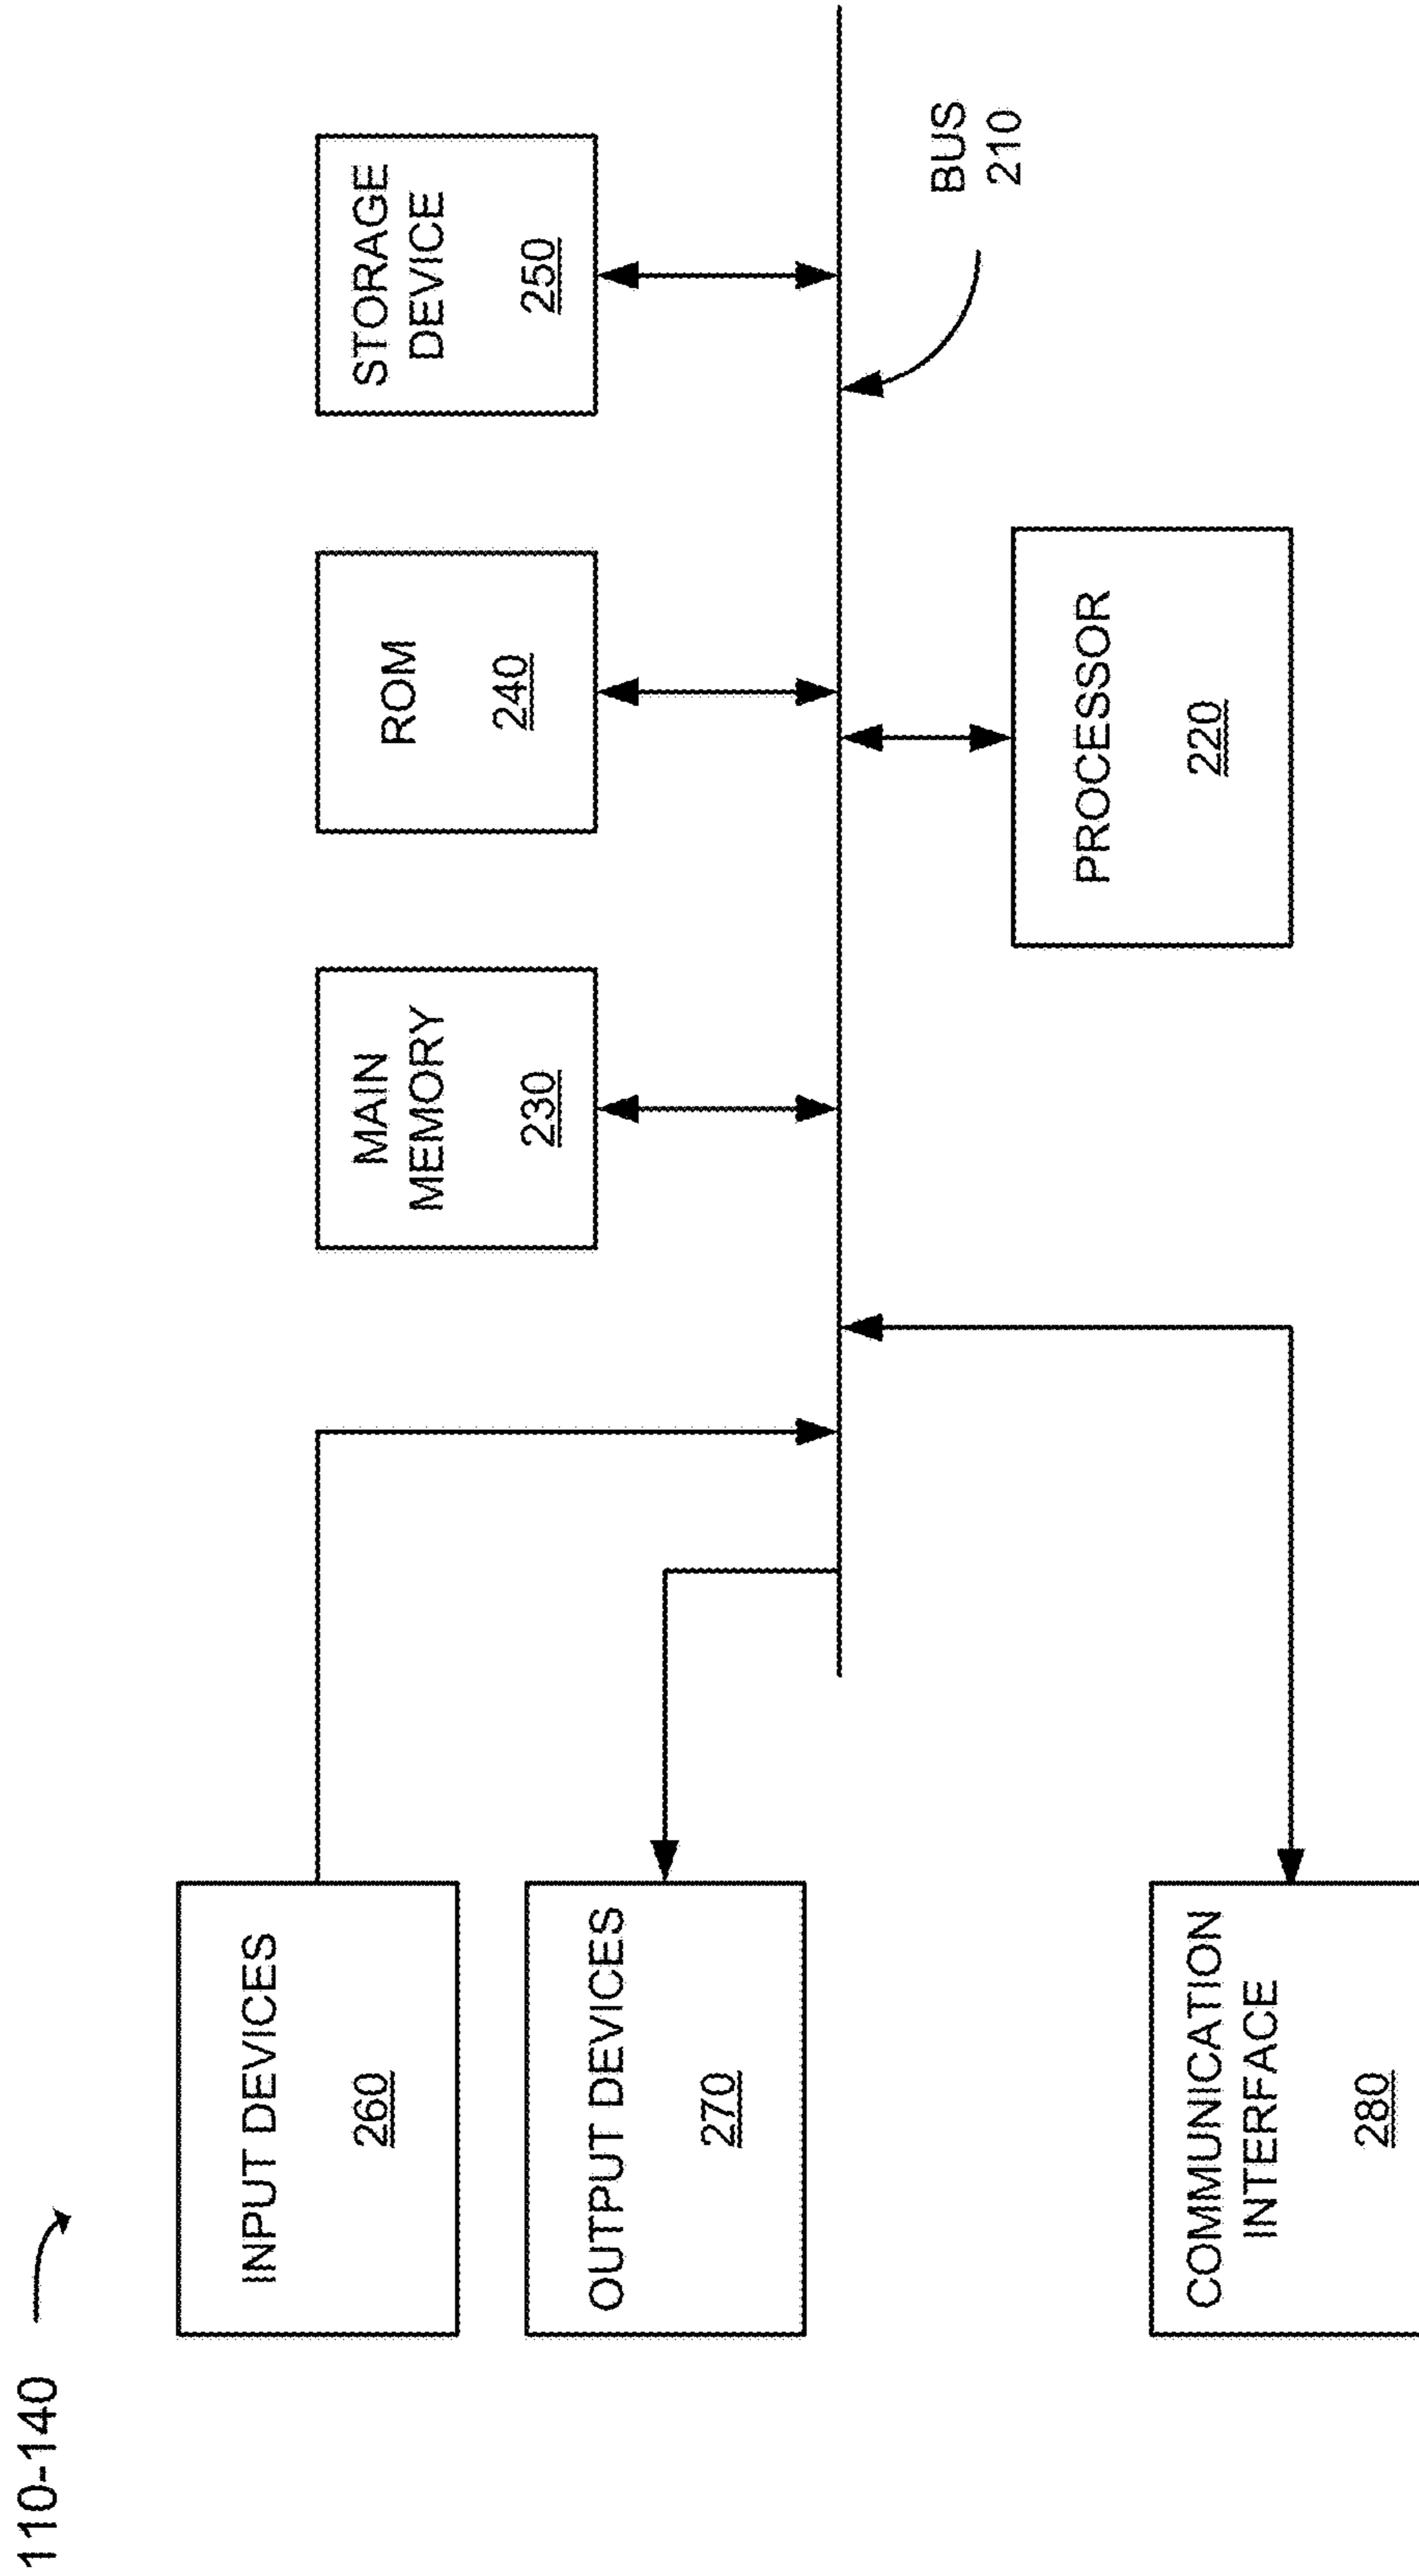 110-140
INPUT DEVICES
260
OUTPUT DEVICES
270
COMMUNICATION
INTERFACE
280
MAIN
MEMORY
230
ROM
240
STORAGE
DEVICE
250
PROCESSOR
220
BUS
210